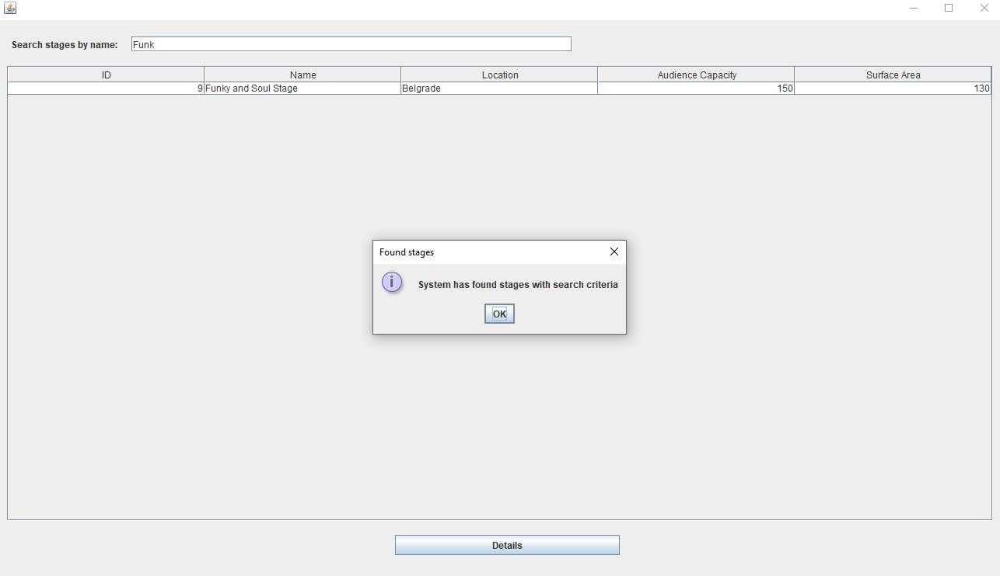 Search stages by name: Funk
ID Name Location Audience Capacity Surface Area
9 Funky and Soul Stage Belgrade 150 130
Found stages
i
System has found stages with search criteria
OK
Details